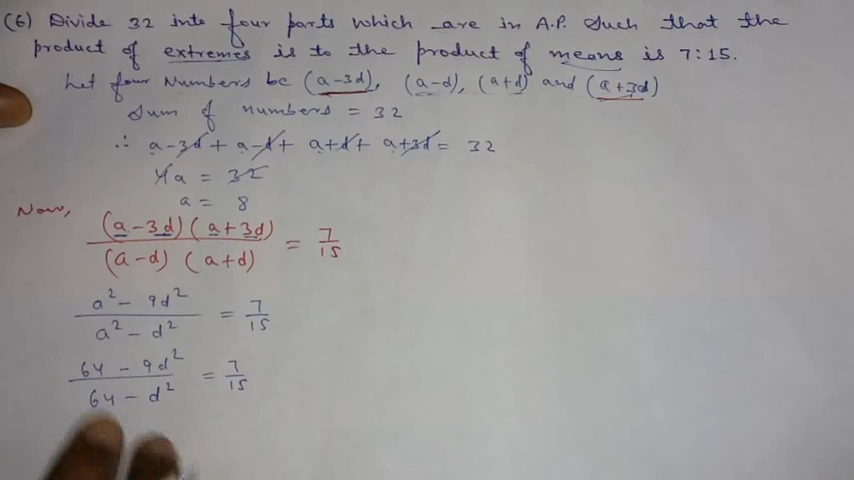 (6) Divide 32 into four parts which are in A.P. Such that the
product of extremes is to the product of means is 7:15.
Let four Numbers be (a-3d), (a-d), (a+d) and (a+3d)
Sum of numbers = 32
∴ a-3d + a-d + a+d + a+3d = 32
4a = 32
a = 8
Now,
(a-3d)(a+3d) / (a-d)(a+d) = 7/15
a² - 9d² / a² - d² = 7/15
64 - 9d² / 64 - d² = 7/15